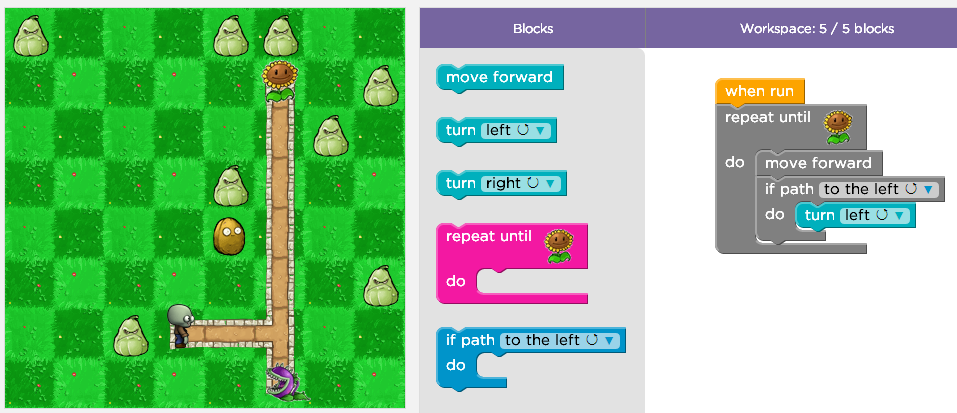 Blocks
Workspace: 5 / 5 blocks
move forward
turn left
turn right
repeat until
do
if path to the left
do
when run
repeat until
do
move forward
if path to the left
do turn left